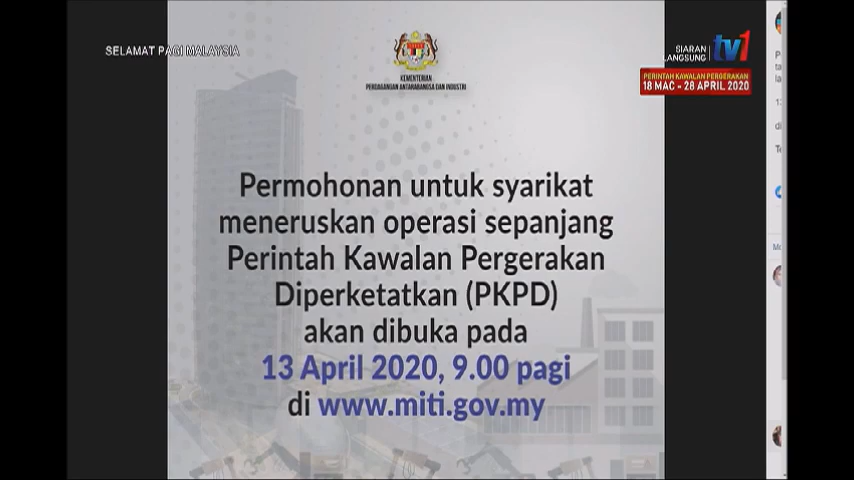 SELAMAT PAGI MALAYSIA
SIARAN
LANGSUNG
tv1
PERINTAH KAWALAN PERGERAKAN
18 MAC - 28 APRIL 2020
KEMENTERIAN
PERDAGANGAN ANTARABANGSA DAN INDUSTRI
Permohonan untuk syarikat
meneruskan operasi sepanjang
Perintah Kawalan Pergerakan
Diperketatkan (PKPD)
akan dibuka pada
13 April 2020, 9.00 pagi
di www.miti.gov.my